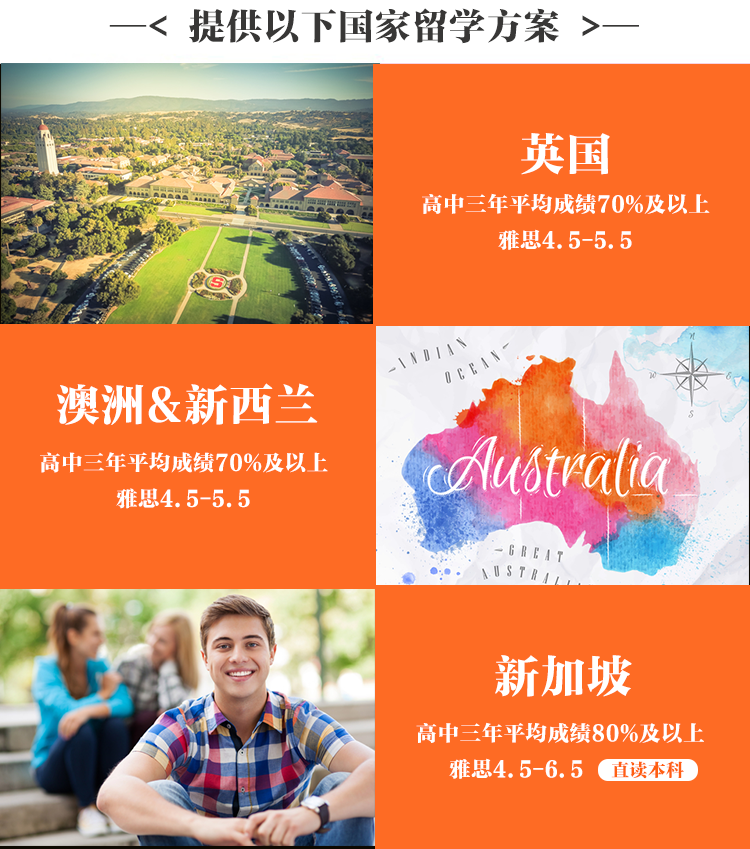 —< 提供以下国家留学方案 >—
S
英国
高中三年平均成绩70%及以上
雅思4.5-5.5
澳洲&新西兰
高中三年平均成绩70%及以上
雅思4.5-5.5
INDIAN
OCEAN
N
W
E
S
Australia
GREAT
AUSTRALI
新加坡
高中三年平均成绩80%及以上
雅思4.5-6.5 直读本科